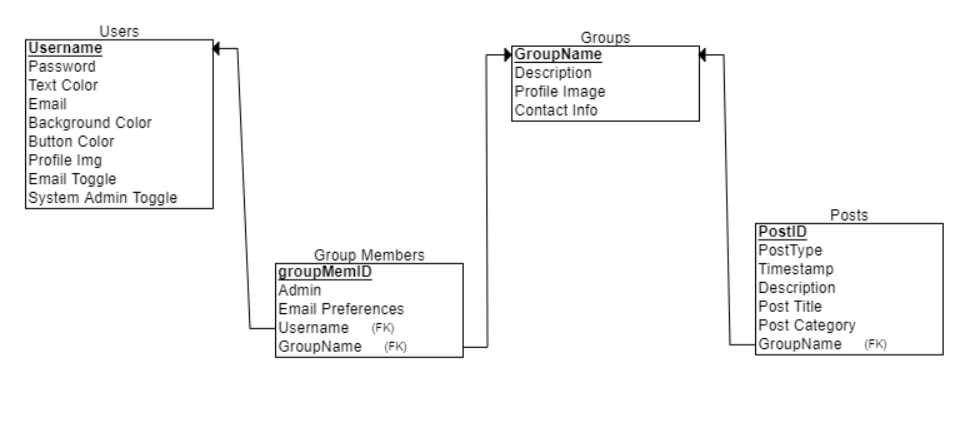 Users
Username
Password
Text Color
Email
Background Color
Button Color
Profile Img
Email Toggle
System Admin Toggle
Groups
GroupName
Description
Profile Image
Contact Info
Group Members
groupMemID
Admin
Email Preferences
Username (FK)
GroupName (FK)
Posts
PostID
PostType
Timestamp
Description
Post Title
Post Category
GroupName (FK)